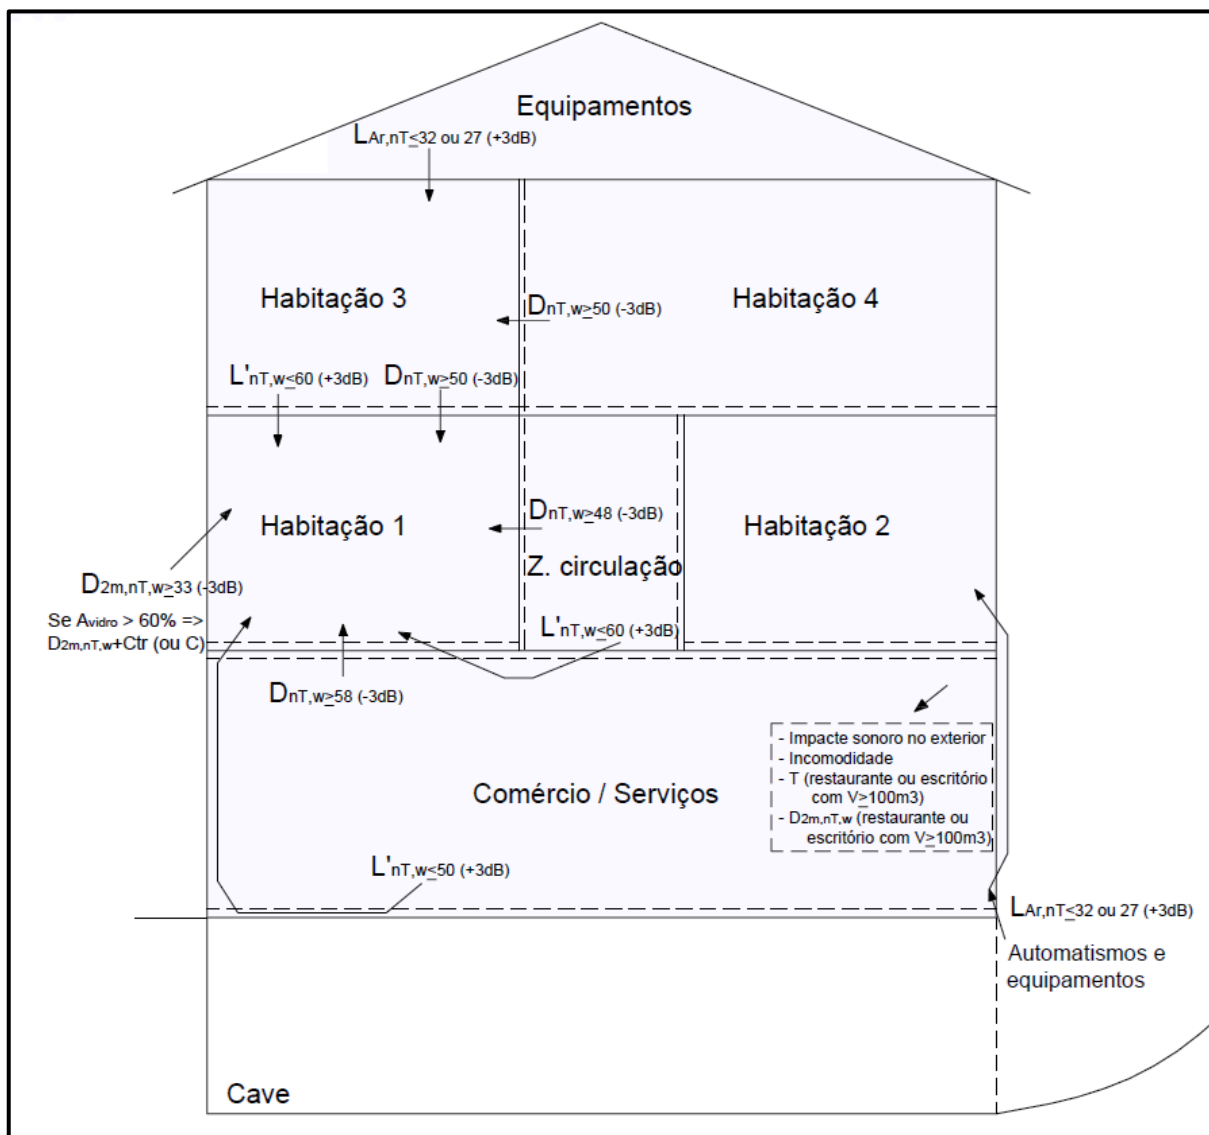 Equipamentos
LAr,nT≤32 ou 27 (+3dB)
Habitação 3
Habitação 4
DnT,w≥50 (-3dB)
L'nT,w≤60 (+3dB)
DnT,w≥50 (-3dB)
Habitação 1
DnT,w≥48 (-3dB)
Habitação 2
Z. circulação
D2m,nT,w≥33 (-3dB)
Se Avidro > 60% =>
D2m,nT,w+Ctr (ou C)
L'nT,w≤60 (+3dB)
DnT,w≥58 (-3dB)
- Impacte sonoro no exterior
- Incomodidade
- T (restaurante ou escritório
com V≥100m3)
- D2m,nT,w (restaurante ou
escritório com V≥100m3)
Comércio / Serviços
L'nT,w≤50 (+3dB)
LAr,nT≤32 ou 27 (+3dB)
Automatismos e
equipamentos
Cave